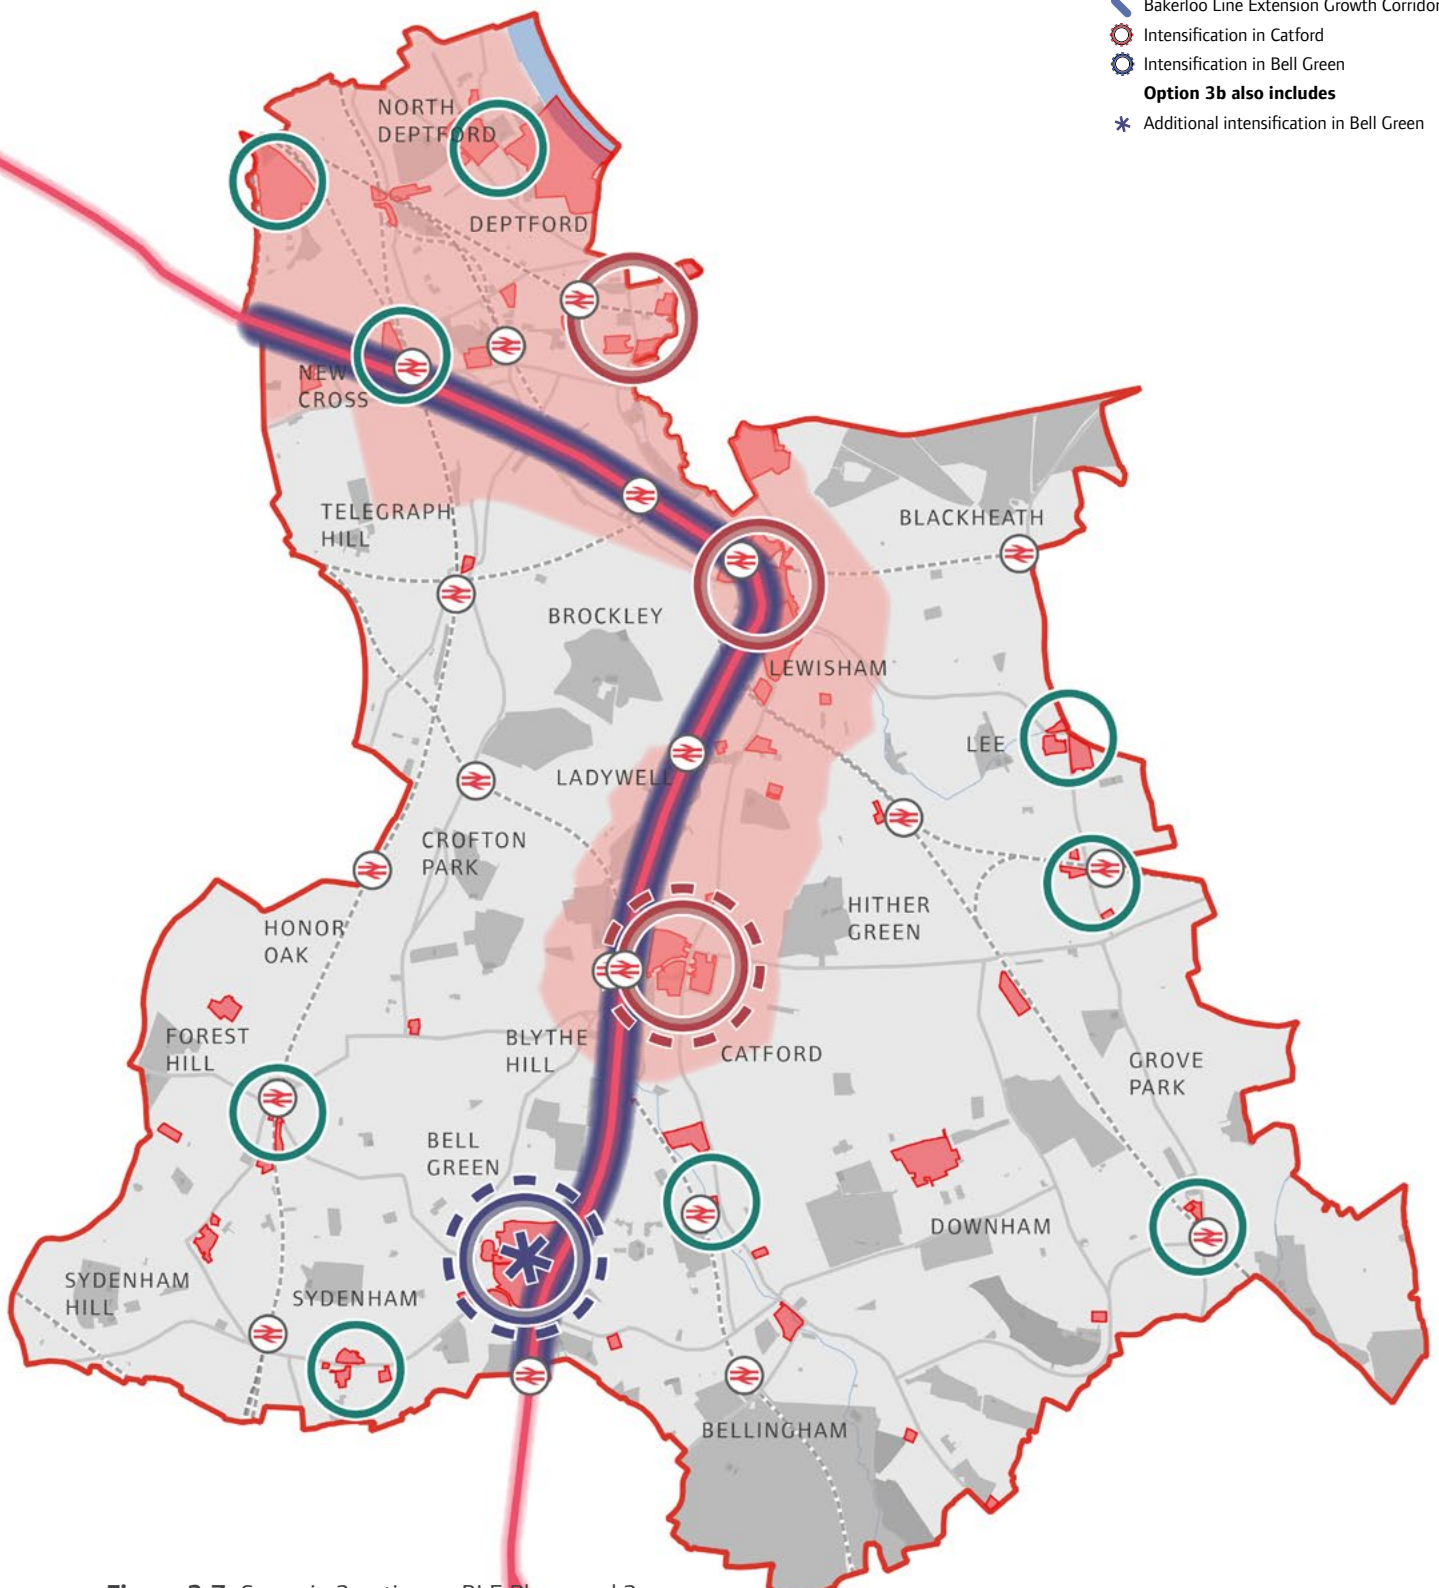 Bakerloo Line Extension Growth Corridor
Intensification in Catford
Intensification in Bell Green
Option 3b also includes
Additional intensification in Bell Green
NORTH
DEPTFORD
DEPTFORD
NEW
CROSS
TELEGRAPH
HILL
BLACKHEATH
BROCKLEY
LEWISHAM
LEE
LADYWELL
CROFTON
PARK
HITHER
GREEN
HONOR
OAK
FOREST
HILL
BLYTHE
HILL
CATFORD
GROVE
PARK
BELL
GREEN
DOWNHAM
SYDENHAM
HILL
SYDENHAM
BELLINGHAM